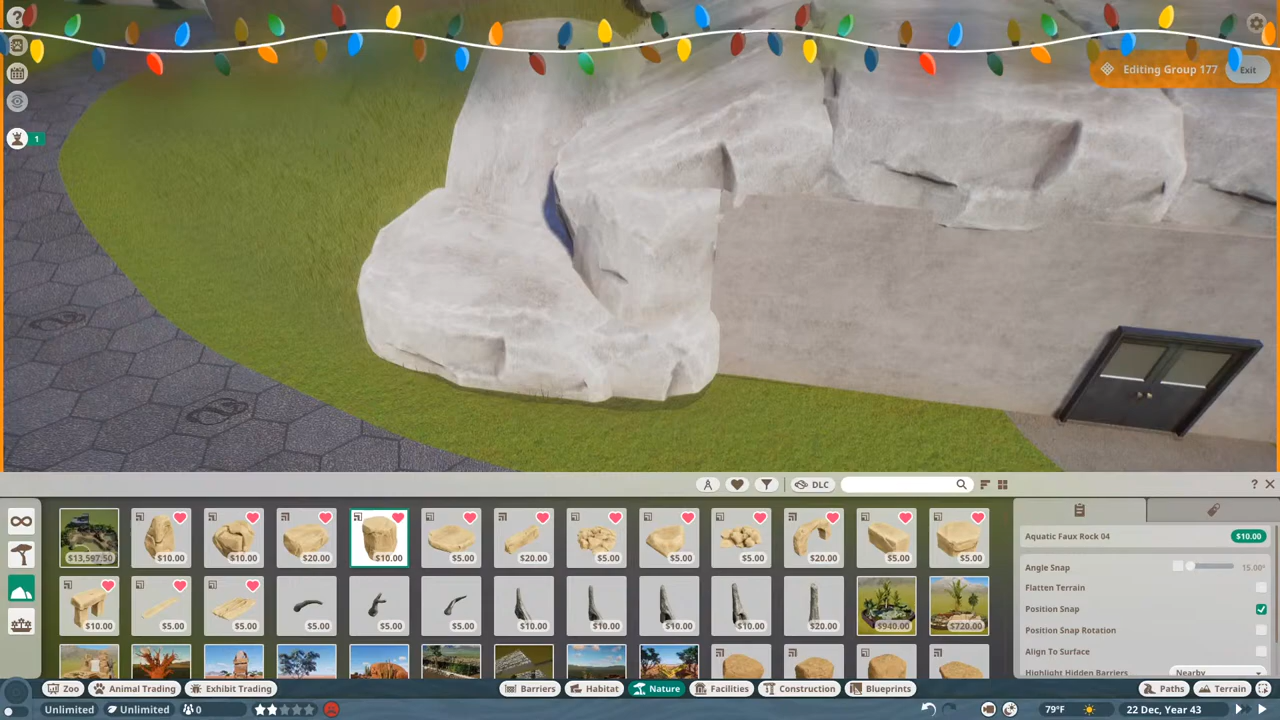 ?
Editing Group 177
Exit
1
DLC
? ×
$13,597.50
$10.00
$10.00
$20.00
$10.00
$5.00
$20.00
$5.00
$5.00
$5.00
$20.00
$5.00
$5.00
$10.00
$5.00
$5.00
$5.00
$5.00
$5.00
$10.00
$10.00
$10.00
$10.00
$20.00
$940.00
$720.00
Aquatic Faux Rock 04
$10.00
Angle Snap
15.00°
Flatten Terrain
Position Snap
Position Snap Rotation
Align To Surface
Highlight Hidden Barriers
Nearby
Zoo
Animal Trading
Exhibit Trading
Barriers
Habitat
Nature
Facilities
Construction
Blueprints
Paths
Terrain
Unlimited
Unlimited
0
79°F
22 Dec, Year 43